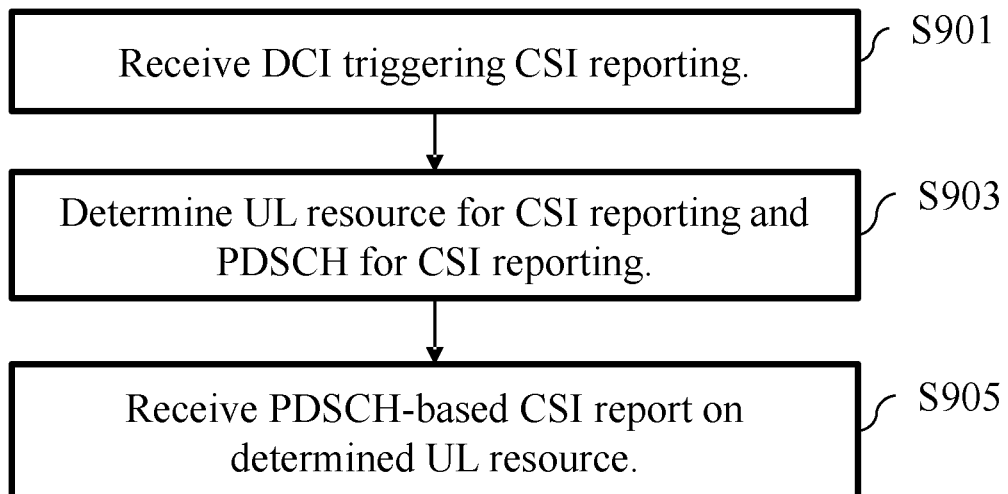 Receive DCI triggering CSI reporting.
S901
Determine UL resource for CSI reporting and
PDSCH for CSI reporting.
S903
Receive PDSCH-based CSI report on
determined UL resource.
S905